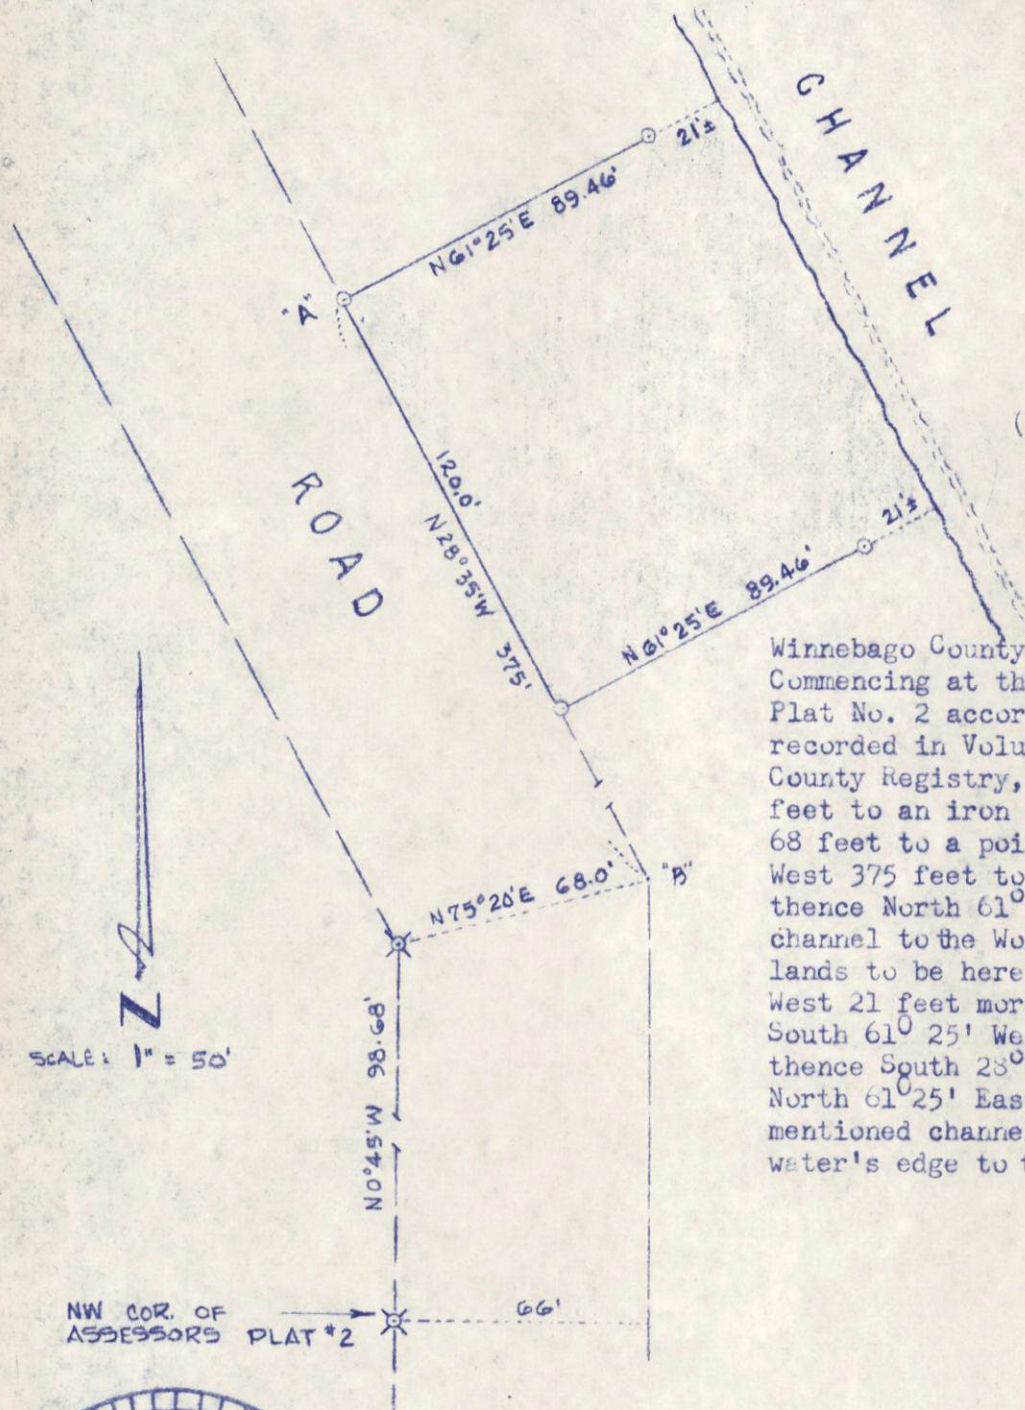 CHANNEL
21'±
N61°25'E 89.46'
"A"
ROAD
120.0'
N28°35'W 375'
21'±
N61°25'E 89.46'
"B"
N75°20'E 68.0'
N
SCALE: 1" = 50'
N0°45'W 98.68'
NW COR. OF
ASSESSORS PLAT #2
66'
Winnebago County
Commencing at th
Plat No. 2 accor
recorded in Volu
County Registry,
feet to an iron
68 feet to a poi
West 375 feet to
thence North 61°
channel to the Wo
lands to be here
West 21 feet mor
South 61° 25' We
thence South 28°
North 61°25' Eas
mentioned channe
water's edge to t